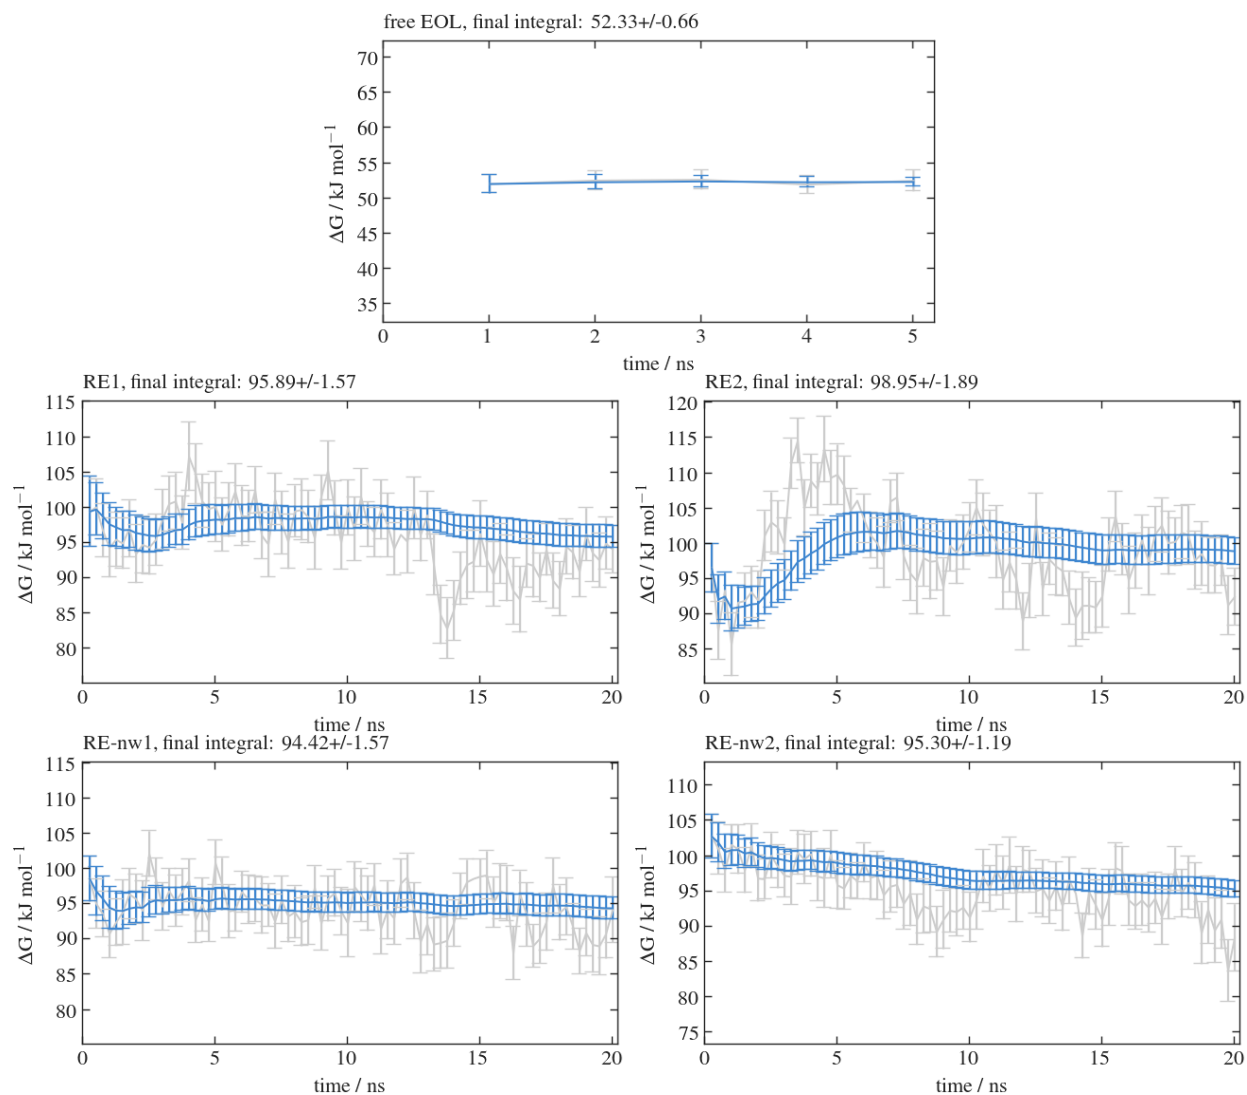 free EOL, final integral: 52.33+/-0.66
70
65
60
55
50
45
40
35
ΔG / kJ mol⁻¹
0 1 2 3 4 5
time / ns
RE1, final integral: 95.89+/-1.57
115
110
105
100
95
90
85
80
ΔG / kJ mol⁻¹
0 5 10 15 20
time / ns
RE2, final integral: 98.95+/-1.89
120
115
110
105
100
95
90
85
ΔG / kJ mol⁻¹
0 5 10 15 20
time / ns
RE-nw1, final integral: 94.42+/-1.57
115
110
105
100
95
90
85
80
ΔG / kJ mol⁻¹
0 5 10 15 20
time / ns
RE-nw2, final integral: 95.30+/-1.19
110
105
100
95
90
85
80
75
ΔG / kJ mol⁻¹
0 5 10 15 20
time / ns